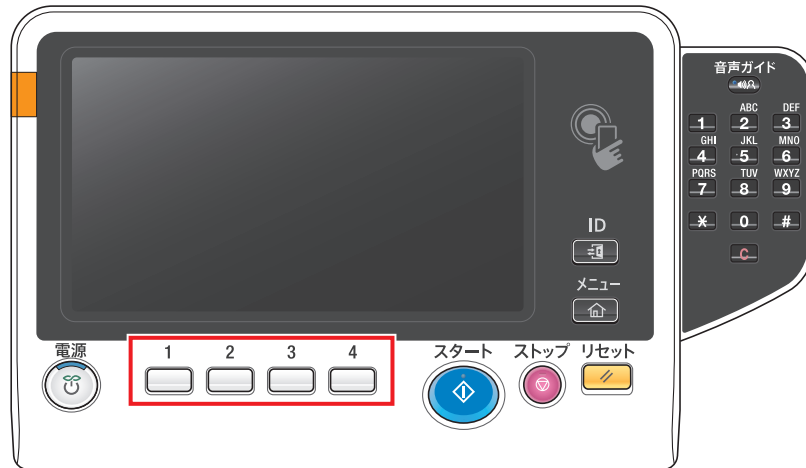 音声ガイド
ABC DEF
1 2 3
GHI JKL MNO
4 5 6
PQRS TUV WXYZ
7 8 9
* 0 #
C
ID
メニュー
電源
1 2 3 4
スタート
ストップ
リセット